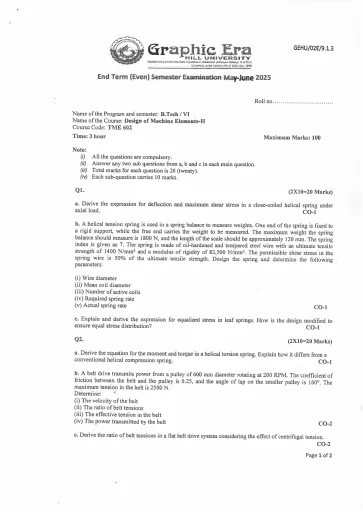 GEHU/02E/9.1.3
Graphic Era
HILL UNIVERSITY
End Term (Even) Semester Examination May-June 2025
Roll no.
Name of the Program and semester: B.Tech / VI
Name of the Course: Design of Machine Elements-II
Course Code: TME 602
Time: 3 hour Maximum Marks: 100
Note:
(i) All the questions are compulsory.
(ii) Answer any two sub questions from a, b and c in each main question.
(iii) Total marks for each question is 20 (twenty).
(iv) Each sub-question carries 10 marks.
Q1. (2X10=20 Marks)
a. Derive the expression for deflection and maximum shear stress in a close-coiled helical spring under
axial load. CO-1
b. A helical tension spring is used in a spring balance to measure weights. One end of the spring is fixed to
a rigid support, while the free end carries the weight to be measured. The maximum weight the spring
balance should measure is 1800 N, and the length of the scale should be approximately 120 mm. The spring
index is given as 7. The spring is made of oil-hardened and tempered steel wire with an ultimate tensile
strength of 1400 N/mm² and a modulus of rigidity of 82,500 N/mm². The permissible shear stress in the
spring wire is 50% of the ultimate tensile strength. Design the spring and determine the following
parameters:
(i) Wire diameter
(ii) Mean coil diameter
(iii) Number of active coils
(iv) Required spring rate
(v) Actual spring rate CO-1
c. Explain and derive the expression for equalized stress in leaf springs. How is the design modified to
ensure equal stress distribution? CO-1
Q2. (2X10=20 Marks)
a. Derive the equation for the moment and torque in a helical torsion spring. Explain how it differs from a
conventional helical compression spring. CO-1
b. A belt drive transmits power from a pulley of 600 mm diameter rotating at 200 RPM. The coefficient of
friction between the belt and the pulley is 0.25, and the angle of lap on the smaller pulley is 160°. The
maximum tension in the belt is 2500 N.
Determine:
(i) The velocity of the belt
(ii) The ratio of belt tensions
(iii) The effective tension in the belt
(iv) The power transmitted by the belt CO-2
c. Derive the ratio of belt tensions in a flat belt drive system considering the effect of centrifugal tension.
CO-2
Page 1 of 2